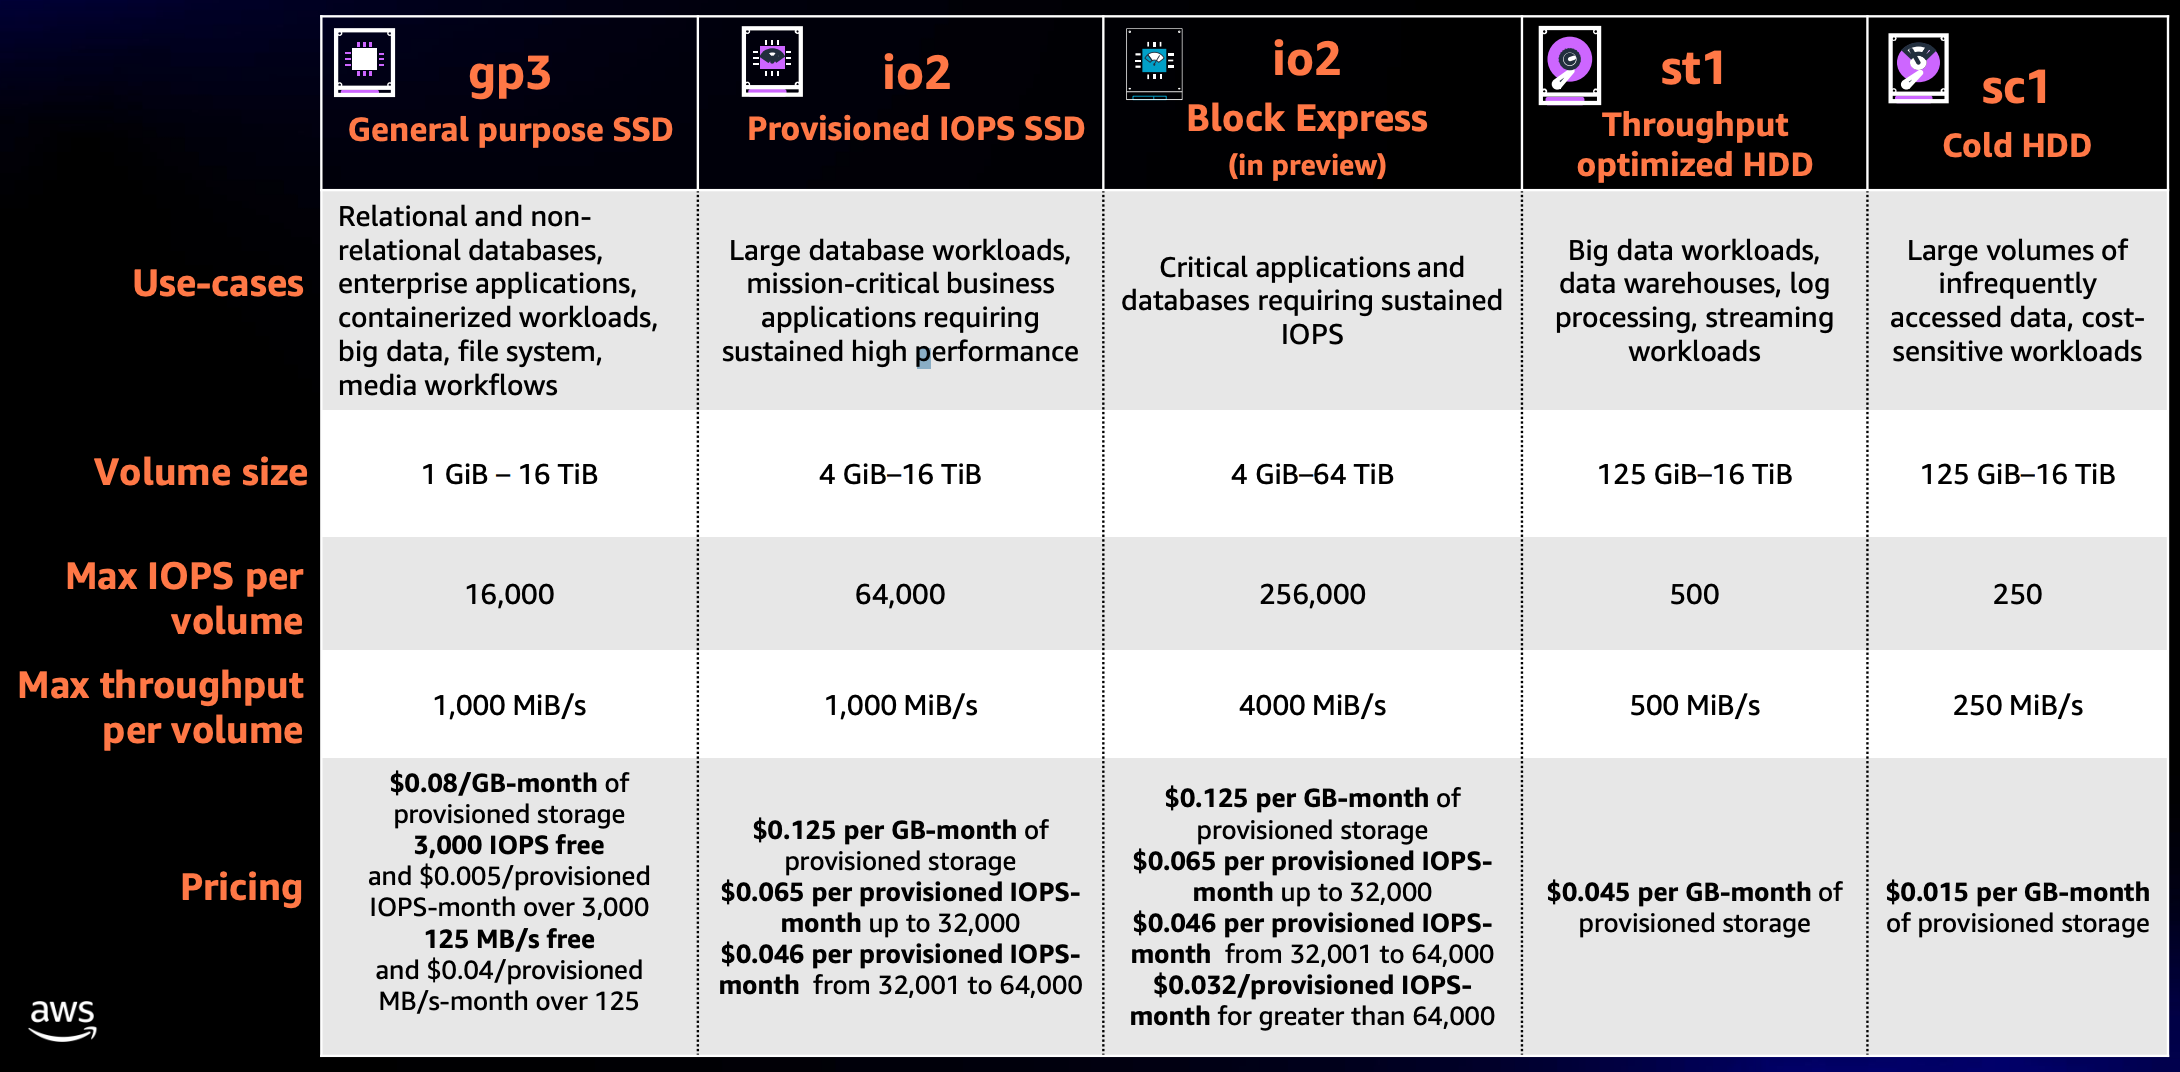 gp3
General purpose SSD
io2
Provisioned IOPS SSD
io2
Block Express
(in preview)
st1
Throughput
optimized HDD
sc1
Cold HDD
Use-cases
Relational and non-
relational databases,
enterprise applications,
containerized workloads,
big data, file system,
media workflows
Large database workloads,
mission-critical business
applications requiring
sustained high performance
Critical applications and
databases requiring sustained
IOPS
Big data workloads,
data warehouses, log
processing, streaming
workloads
Large volumes of
infrequently
accessed data, cost-
sensitive workloads
Volume size
1 GiB – 16 TiB
4 GiB–16 TiB
4 GiB–64 TiB
125 GiB–16 TiB
125 GiB–16 TiB
Max IOPS per
volume
16,000
64,000
256,000
500
250
Max throughput
per volume
1,000 MiB/s
1,000 MiB/s
4000 MiB/s
500 MiB/s
250 MiB/s
Pricing
$0.08/GB-month of
provisioned storage
3,000 IOPS free
and $0.005/provisioned
IOPS-month over 3,000
125 MB/s free
and $0.04/provisioned
MB/s-month over 125
$0.125 per GB-month of
provisioned storage
$0.065 per provisioned IOPS-
month up to 32,000
$0.046 per provisioned IOPS-
month from 32,001 to 64,000
$0.125 per GB-month of
provisioned storage
$0.065 per provisioned IOPS-
month up to 32,000
$0.046 per provisioned IOPS-
month from 32,001 to 64,000
$0.032/provisioned IOPS-
month for greater than 64,000
$0.045 per GB-month of
provisioned storage
$0.015 per GB-month
of provisioned storage
aws